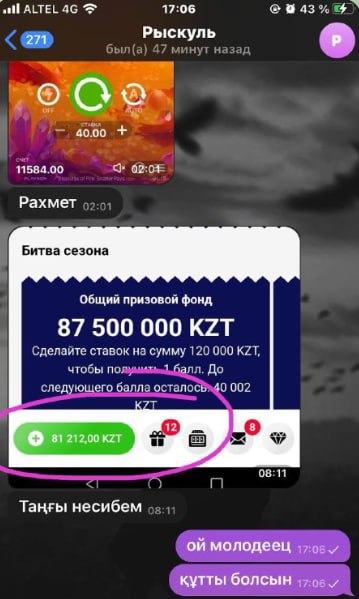 ALTEL 4G 17:06 43 %
271
Рыскуль
был(а) 47 минут назад
P
OFF
AUTO
СТАВКА
40.00
СЧЕТ
11584.00
02:01
Рахмет 02:01
Битва сезона
Общий призовой фонд
87 500 000 KZT
Сделайте ставок на сумму 120 000 KZT,
чтобы получить 1 балл. До
следующего балла осталось: 40 002
KZT
81 212,00 KZT
12
8
08:11
Таңғы несибем 08:11
ой молодеец 17:06
құтты болсын 17:06